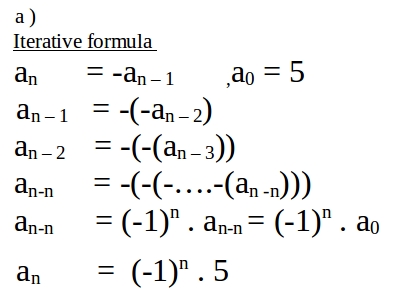 a )
Iterative formula
aₙ = -aₙ₋₁ ,a₀ = 5
aₙ₋₁ = -(-aₙ₋₂)
aₙ₋₂ = -(-(aₙ₋₃))
aₙ₋ₙ = -(-(-….-(aₙ₋ₙ)))
aₙ₋ₙ = (-1)ⁿ . aₙ₋ₙ = (-1)ⁿ . a₀
aₙ = (-1)ⁿ . 5